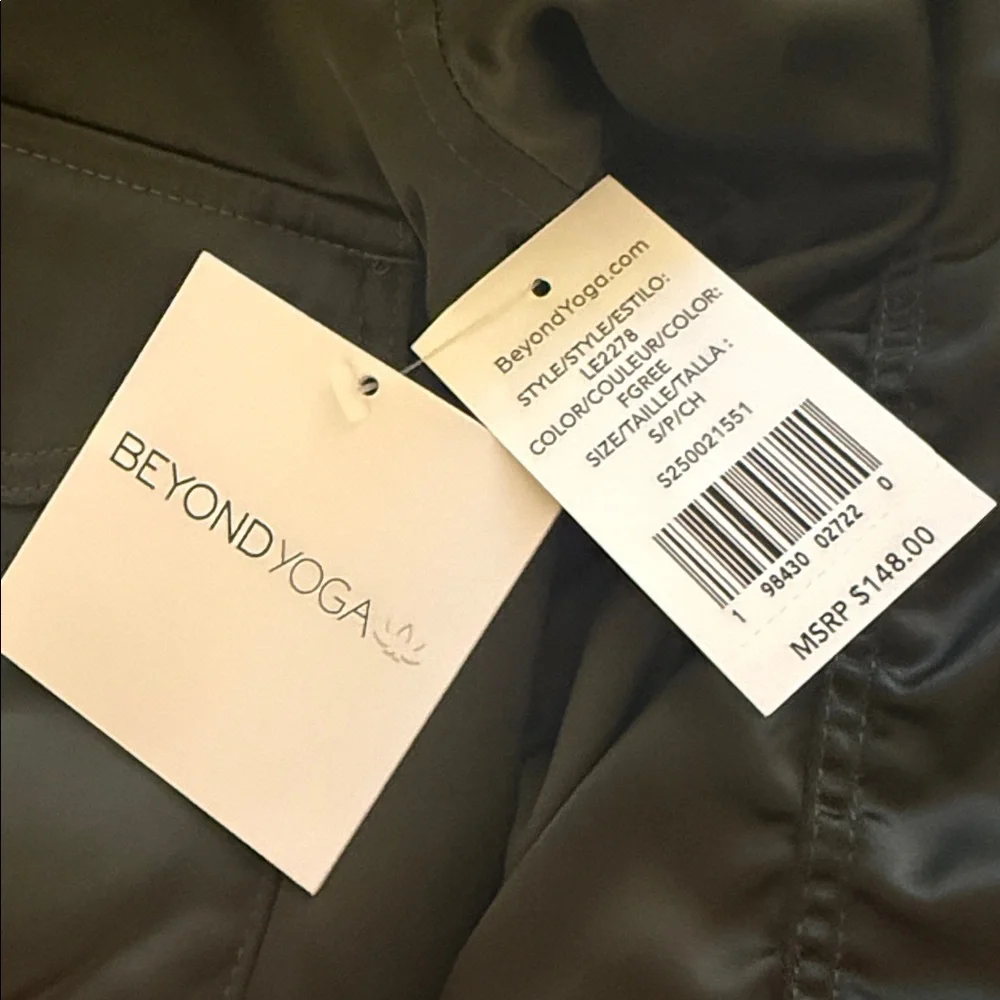 BEYOND YOGA
BeyondYoga.com
STYLE/STYLE/ESTILO:
LE2278
COLOR/COULEUR/COLOR:
FGREE
SIZE/TAILLE/TALLA :
S/P/CH
S250021551
1 98430 02722 0
MSRP $148.00